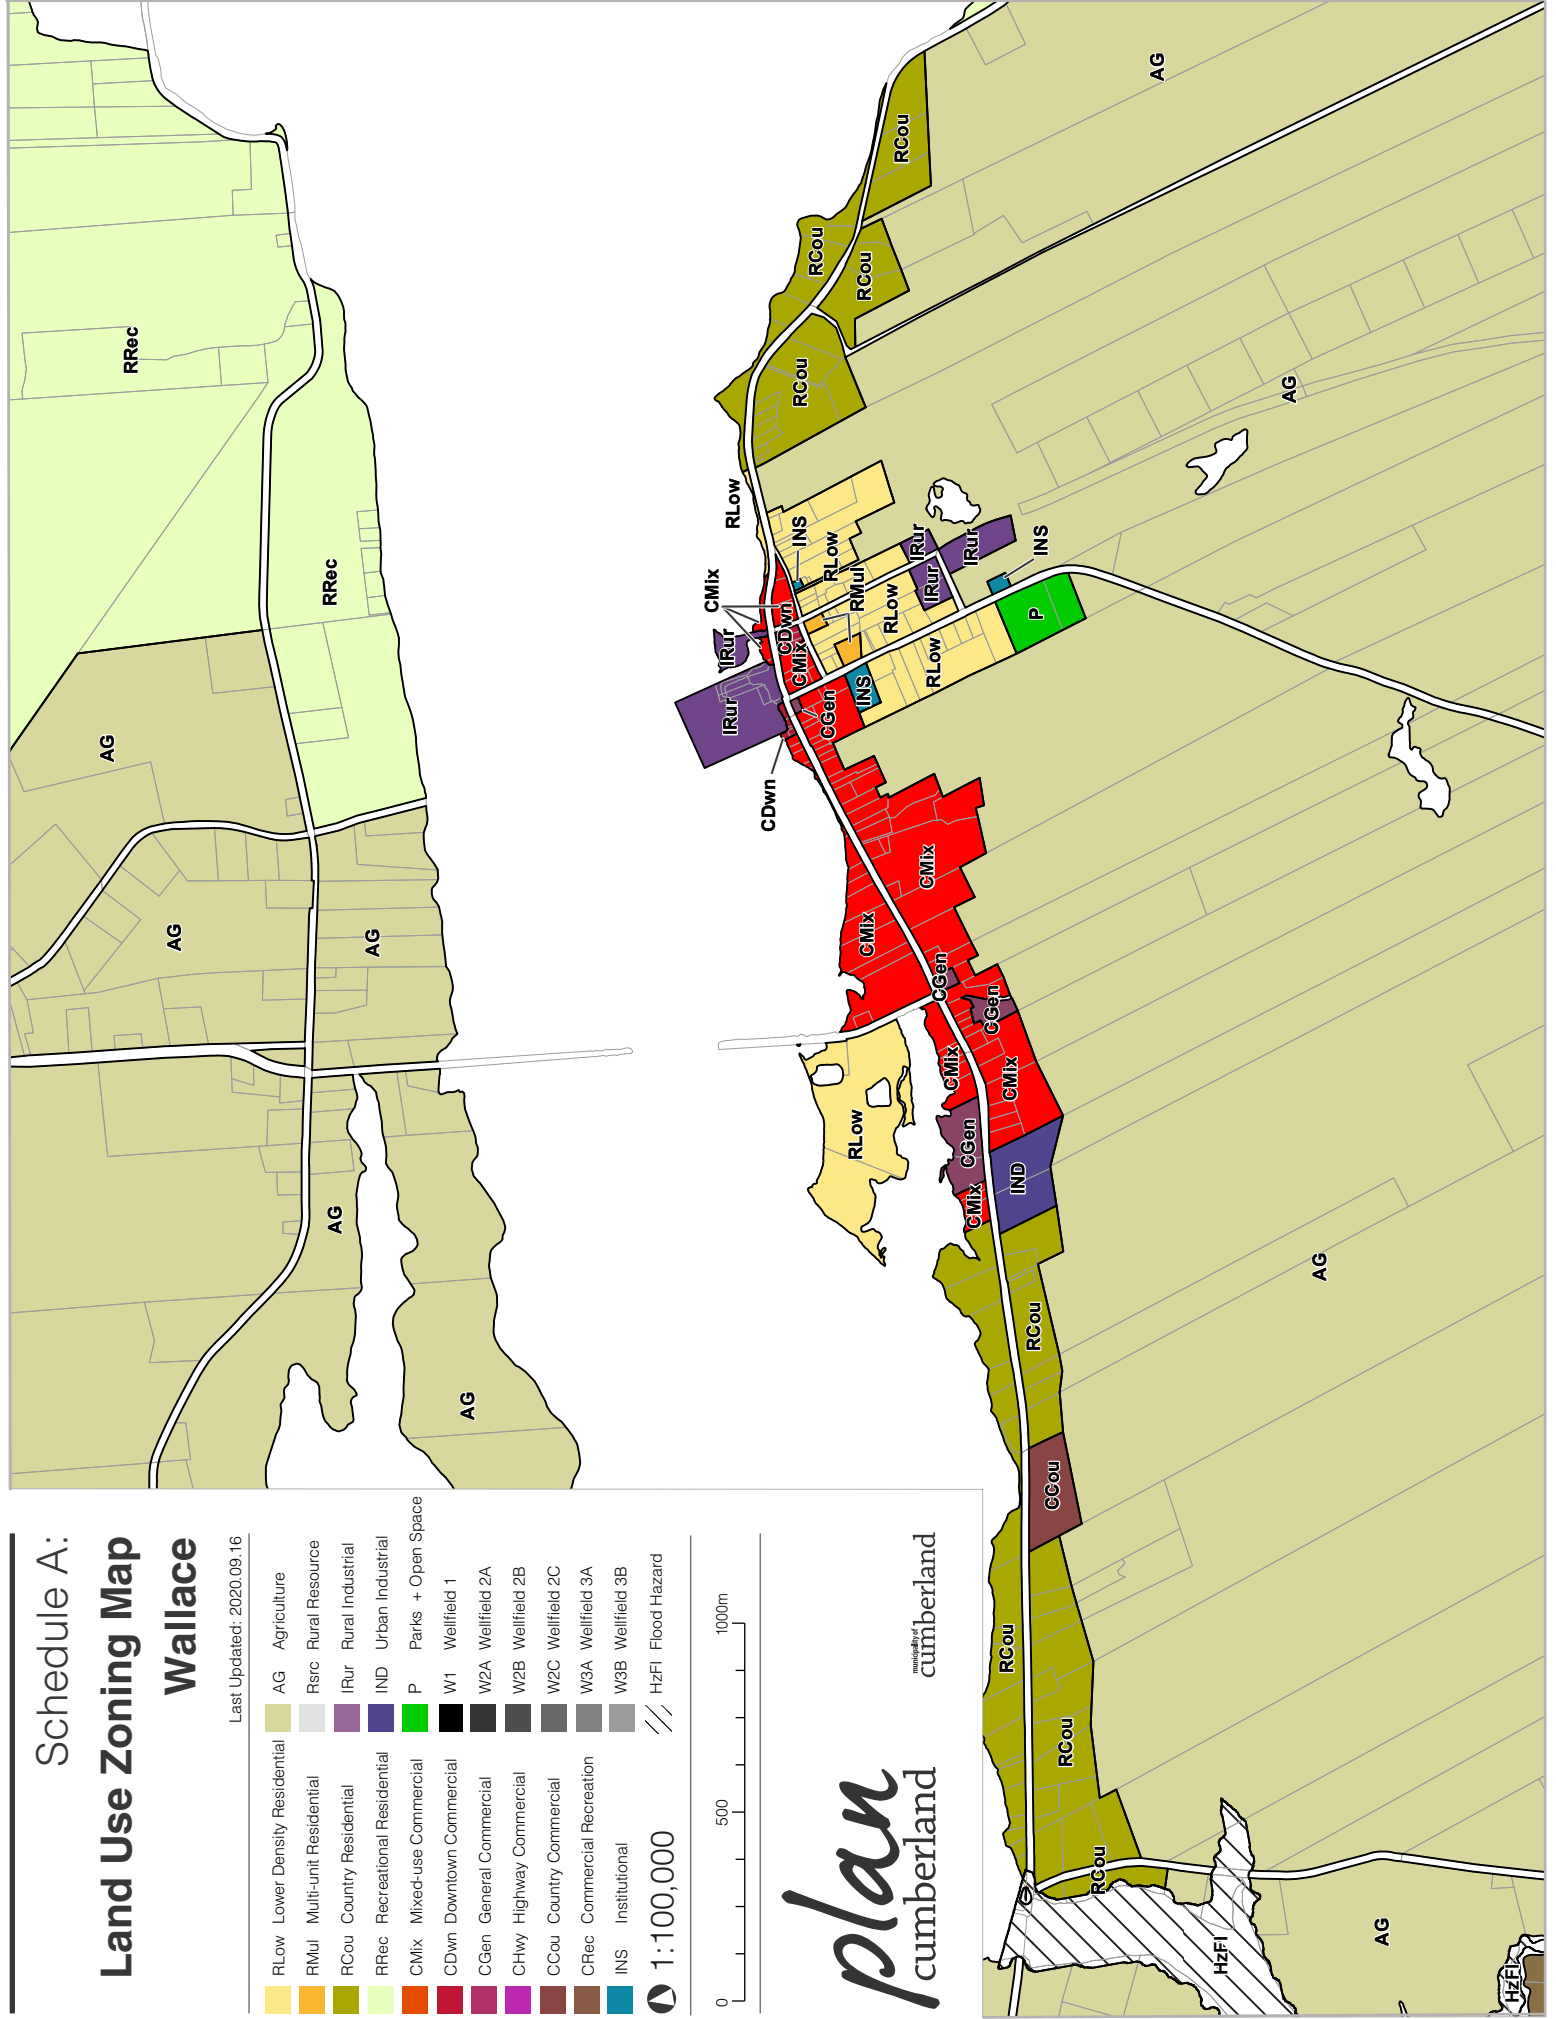 Schedule A:
Land Use Zoning Map
Wallace
Last Updated: 2020.09.16
RLow Lower Density Residential
RMul Multi-unit Residential
RCou Country Residential
RRec Recreational Residential
CMix Mixed-use Commercial
CDwn Downtown Commercial
CGen General Commercial
CHwy Highway Commercial
CCou Country Commercial
CRec Commercial Recreation
INS Institutional
AG Agriculture
Rsrc Rural Resource
IRur Rural Industrial
IND Urban Industrial
P Parks + Open Space
W1 Wellfield 1
W2A Wellfield 2A
W2B Wellfield 2B
W2C Wellfield 2C
W3A Wellfield 3A
W3B Wellfield 3B
HzFl Flood Hazard
1:100,000
0 500 1000m
plan
cumberland
municipality of
cumberland
RRec
RRec
AG
AG
AG
AG
AG
AG
AG
AG
AG
RCou
RCou
RCou
RCou
RLow
INS
RLow
IRur
IRur
IRur
INS
RMul
RLow
P
RLow
CMix
CDwn
CMix
IRur
IRur
INS
CGen
CDwn
CMix
CMix
CGen
CGen
CMix
CMix
RLow
CGen
IND
CMix
RCou
CCou
RCou
RCou
RCou
HzFl
HzFl